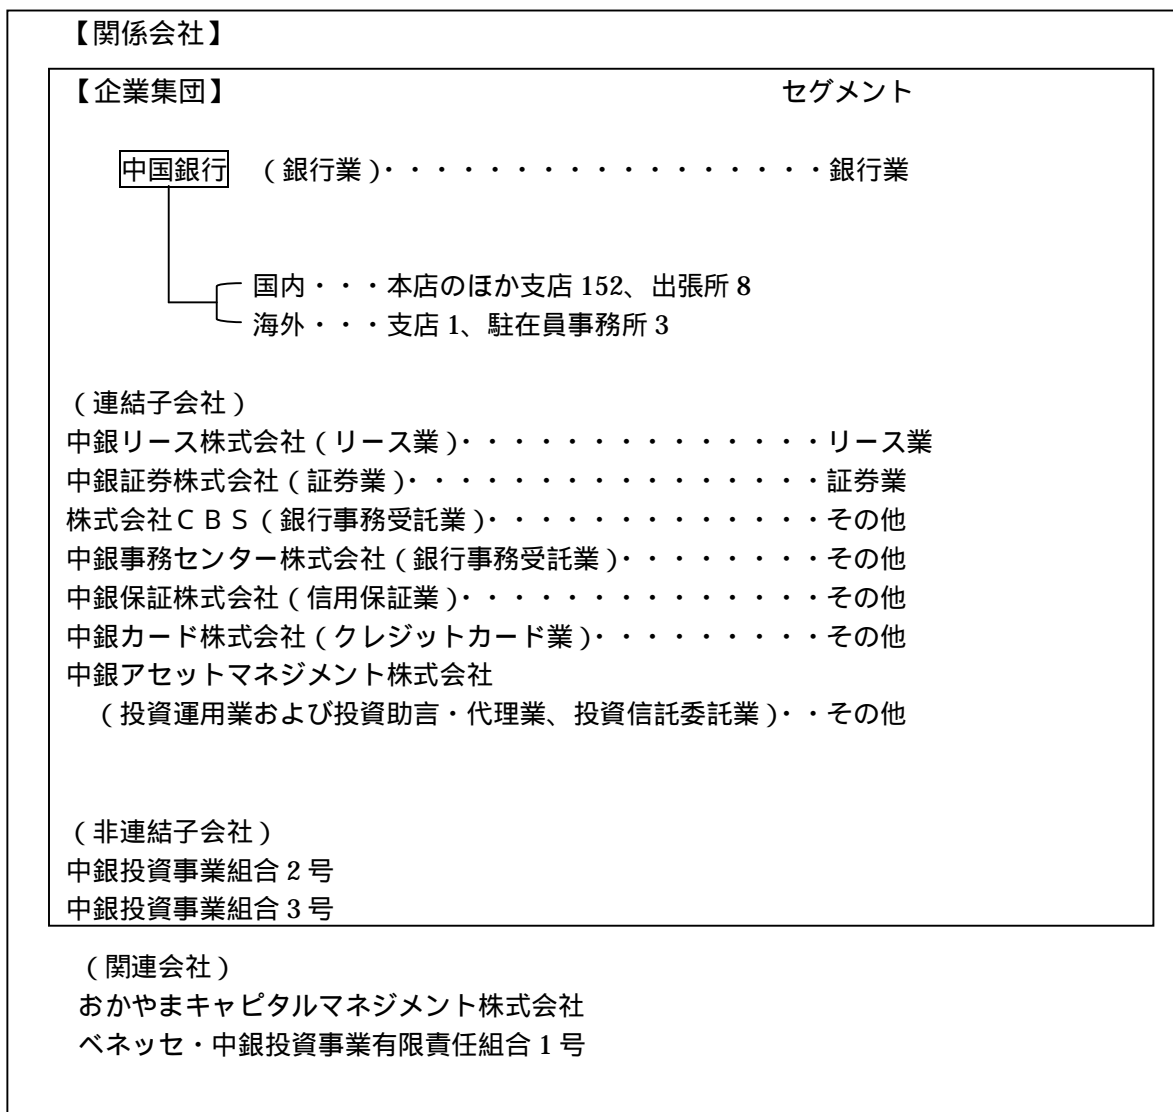 【関係会社】
【企業集団】 セグメント
中国銀行 (銀行業)・・・・・・・・・・・・・・・・・銀行業
国内・・・本店のほか支店 152、出張所 8
海外・・・支店 1、駐在員事務所 3
(連結子会社)
中銀リース株式会社(リース業)・・・・・・・・・・・・・・リース業
中銀証券株式会社(証券業)・・・・・・・・・・・・・・・・証券業
株式会社CBS(銀行事務受託業)・・・・・・・・・・・・・その他
中銀事務センター株式会社(銀行事務受託業)・・・・・・・・その他
中銀保証株式会社(信用保証業)・・・・・・・・・・・・・・その他
中銀カード株式会社(クレジットカード業)・・・・・・・・・その他
中銀アセットマネジメント株式会社
(投資運用業および投資助言・代理業、投資信託委託業)・・その他
(非連結子会社)
中銀投資事業組合 2 号
中銀投資事業組合 3 号
(関連会社)
おかやまキャピタルマネジメント株式会社
ベネッセ・中銀投資事業有限責任組合 1 号